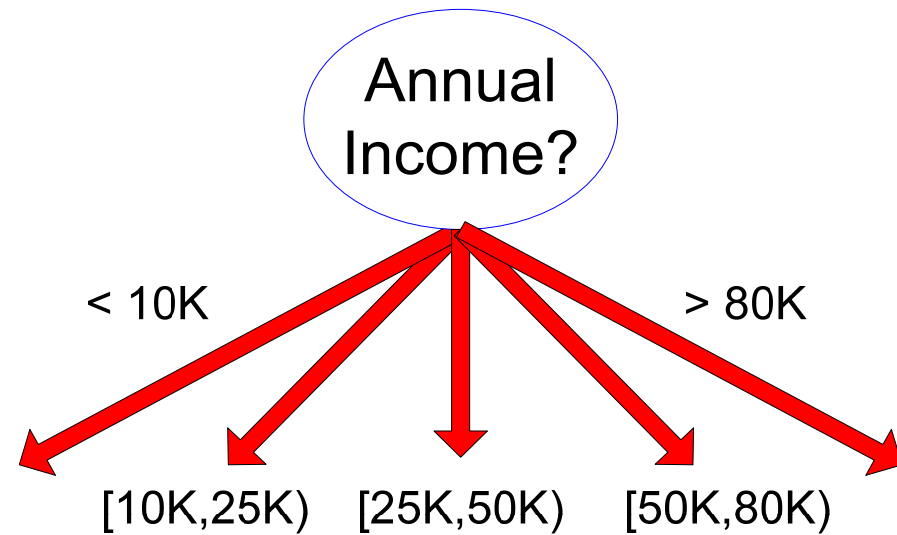 Annual
Income?
< 10K
> 80K
[10K,25K)
[25K,50K)
[50K,80K)